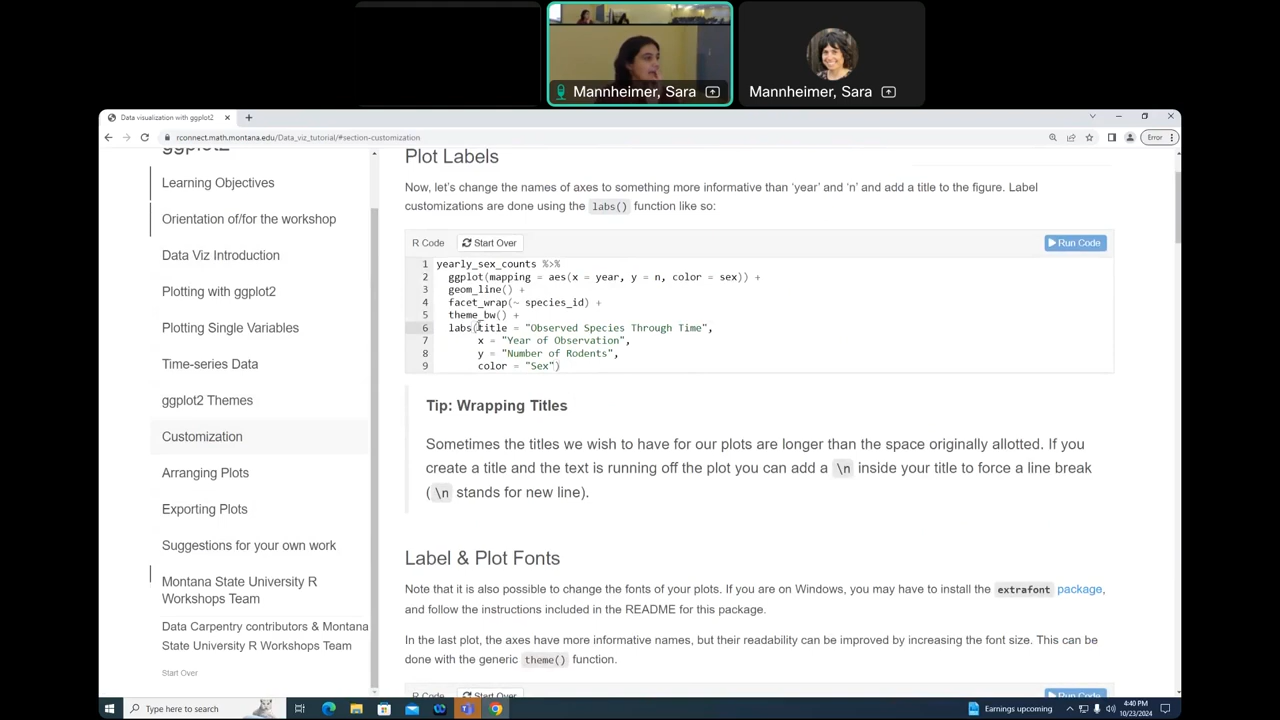 Mannheimer, Sara
Mannheimer, Sara
Data visualization with ggplot2
rconnect.math.montana.edu/Data_viz_tutorial/#section-customization
Error
ggplot2
Learning Objectives
Orientation of/for the workshop
Data Viz Introduction
Plotting with ggplot2
Plotting Single Variables
Time-series Data
ggplot2 Themes
Customization
Arranging Plots
Exporting Plots
Suggestions for your own work
Montana State University R
Workshops Team
Data Carpentry contributors & Montana
State University R Workshops Team
Start Over
Plot Labels
Now, let's change the names of axes to something more informative than 'year' and 'n' and add a title to the figure. Label
customizations are done using the labs() function like so:
R Code Start Over Run Code
1 yearly_sex_counts %>%
2 ggplot(mapping = aes(x = year, y = n, color = sex)) +
3 geom_line() +
4 facet_wrap(~ species_id) +
5 theme_bw() +
6 labs(title = "Observed Species Through Time",
7 x = "Year of Observation",
8 y = "Number of Rodents",
9 color = "Sex")
Tip: Wrapping Titles
Sometimes the titles we wish to have for our plots are longer than the space originally allotted. If you
create a title and the text is running off the plot you can add a \n inside your title to force a line break
(\n stands for new line).
Label & Plot Fonts
Note that it is also possible to change the fonts of your plots. If you are on Windows, you may have to install the extrafont package,
and follow the instructions included in the README for this package.
In the last plot, the axes have more informative names, but their readability can be improved by increasing the font size. This can be
done with the generic theme() function.
R Code Start Over Run Code
Type here to search
Earnings upcoming
4:40 PM
10/23/2024